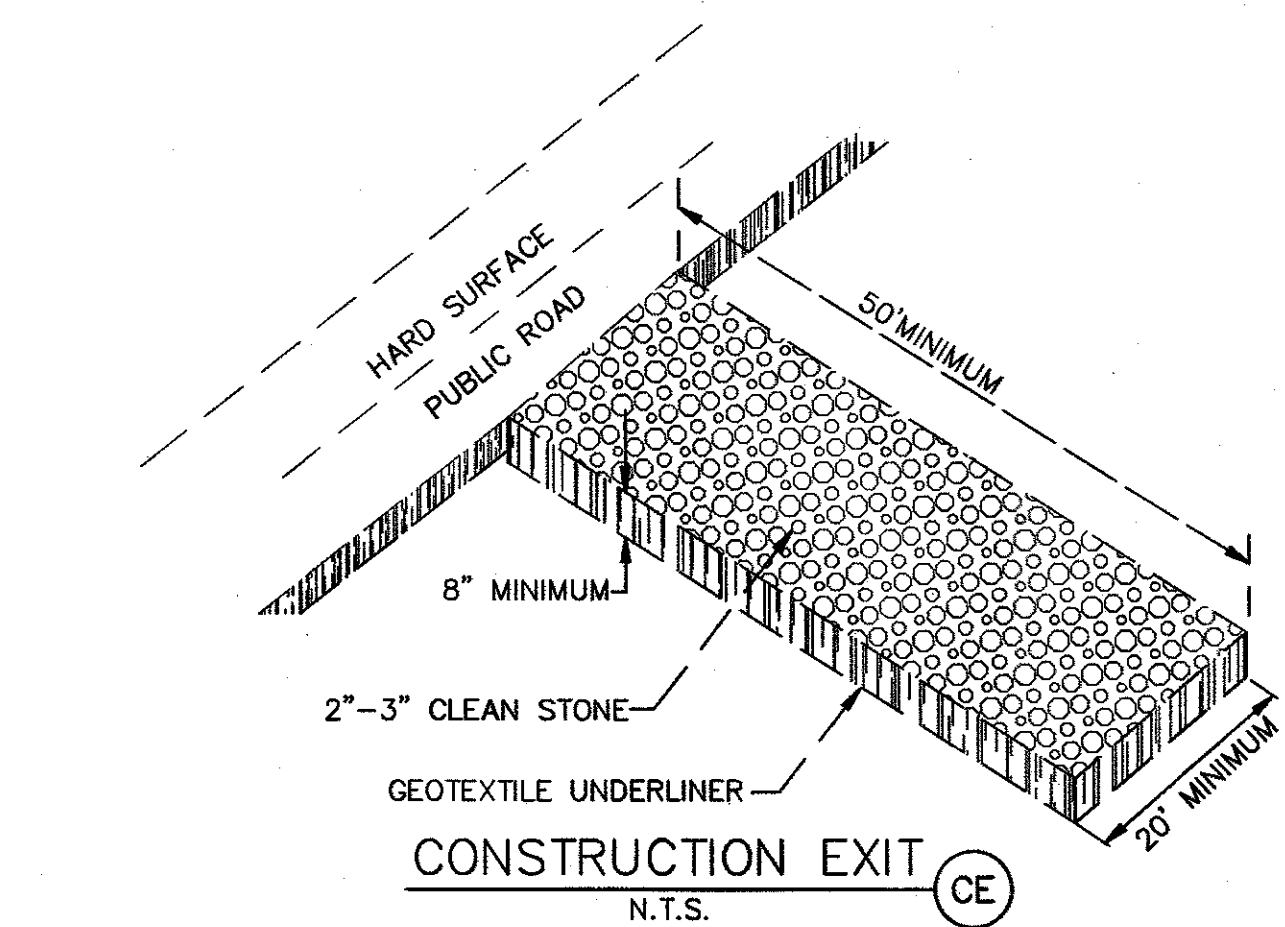 HARD SURFACE
PUBLIC ROAD
50'MINIMUM
8" MINIMUM
2"-3" CLEAN STONE
GEOTEXTILE UNDERLINER
20' MINIMUM
CONSTRUCTION EXIT
CE
N.T.S.